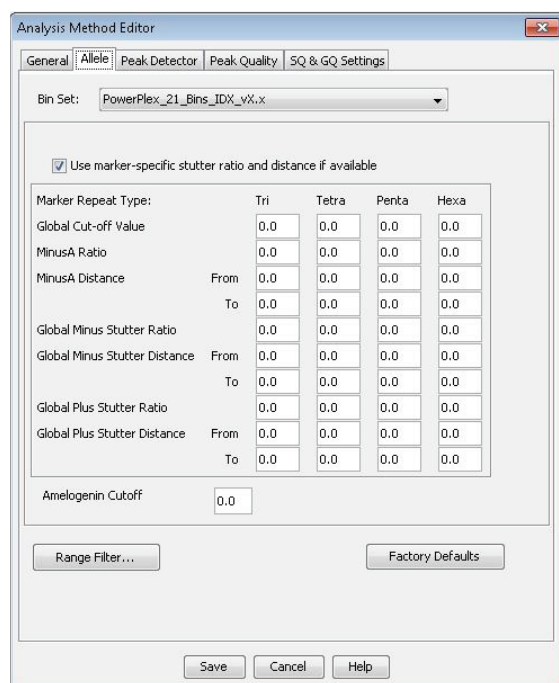 Analysis Method Editor
General Allele Peak Detector Peak Quality SQ & GQ Settings
Bin Set: PowerPlex_21_Bins_IDX_vX.x
Use marker-specific stutter ratio and distance if available
Marker Repeat Type: Tri Tetra Penta Hexa
Global Cut-off Value 0.0 0.0 0.0 0.0
MinusA Ratio 0.0 0.0 0.0 0.0
MinusA Distance From 0.0 0.0 0.0 0.0
To 0.0 0.0 0.0 0.0
Global Minus Stutter Ratio 0.0 0.0 0.0 0.0
Global Minus Stutter Distance From 0.0 0.0 0.0 0.0
To 0.0 0.0 0.0 0.0
Global Plus Stutter Ratio 0.0 0.0 0.0 0.0
Global Plus Stutter Distance From 0.0 0.0 0.0 0.0
To 0.0 0.0 0.0 0.0
Amelogenin Cutoff 0.0
Range Filter... Factory Defaults
Save Cancel Help